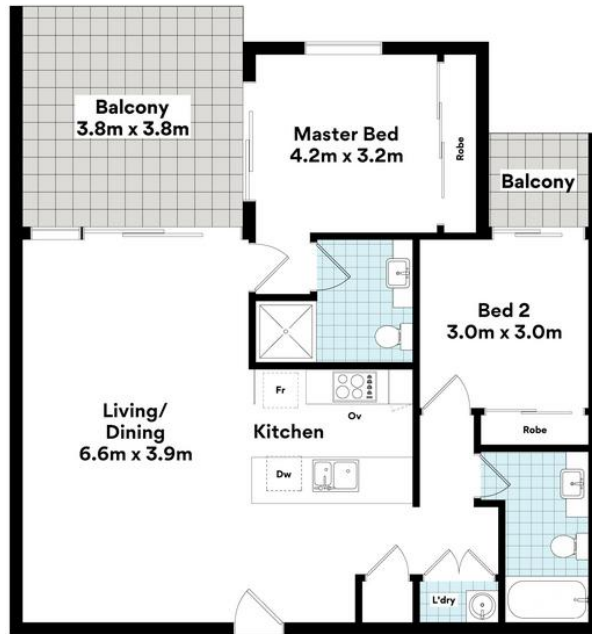 Balcony
3.8m x 3.8m
Master Bed
4.2m x 3.2m
Robe
Balcony
Bed 2
3.0m x 3.0m
Robe
Living/
Dining
6.6m x 3.9m
Fr
Ov
Kitchen
Dw
L'dry